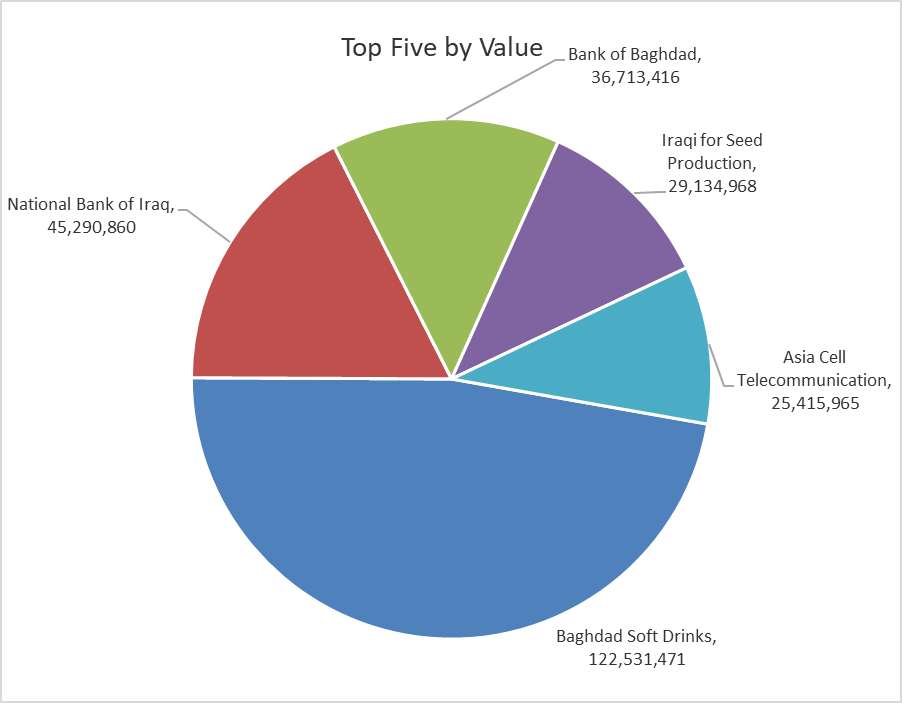 Top Five by Value
Bank of Baghdad,
36,713,416
Iraqi for Seed
Production,
29,134,968
National Bank of Iraq,
45,290,860
Asia Cell
Telecommunication,
25,415,965
Baghdad Soft Drinks,
122,531,471